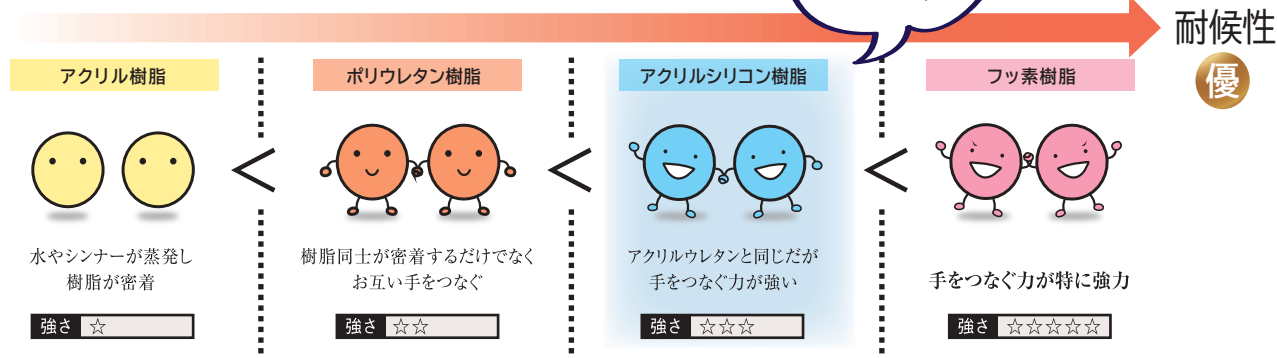 耐候性
優
アクリル樹脂
水やシンナーが蒸発し
樹脂が密着
強さ ☆
<
ポリウレタン樹脂
樹脂同士が密着するだけでなく
お互い手をつなぐ
強さ ☆☆
<
アクリルシリコン樹脂
アクリルウレタンと同じだが
手をつなぐ力が強い
強さ ☆☆☆
<
フッ素樹脂
手をつなぐ力が特に強力
強さ ☆☆☆☆☆